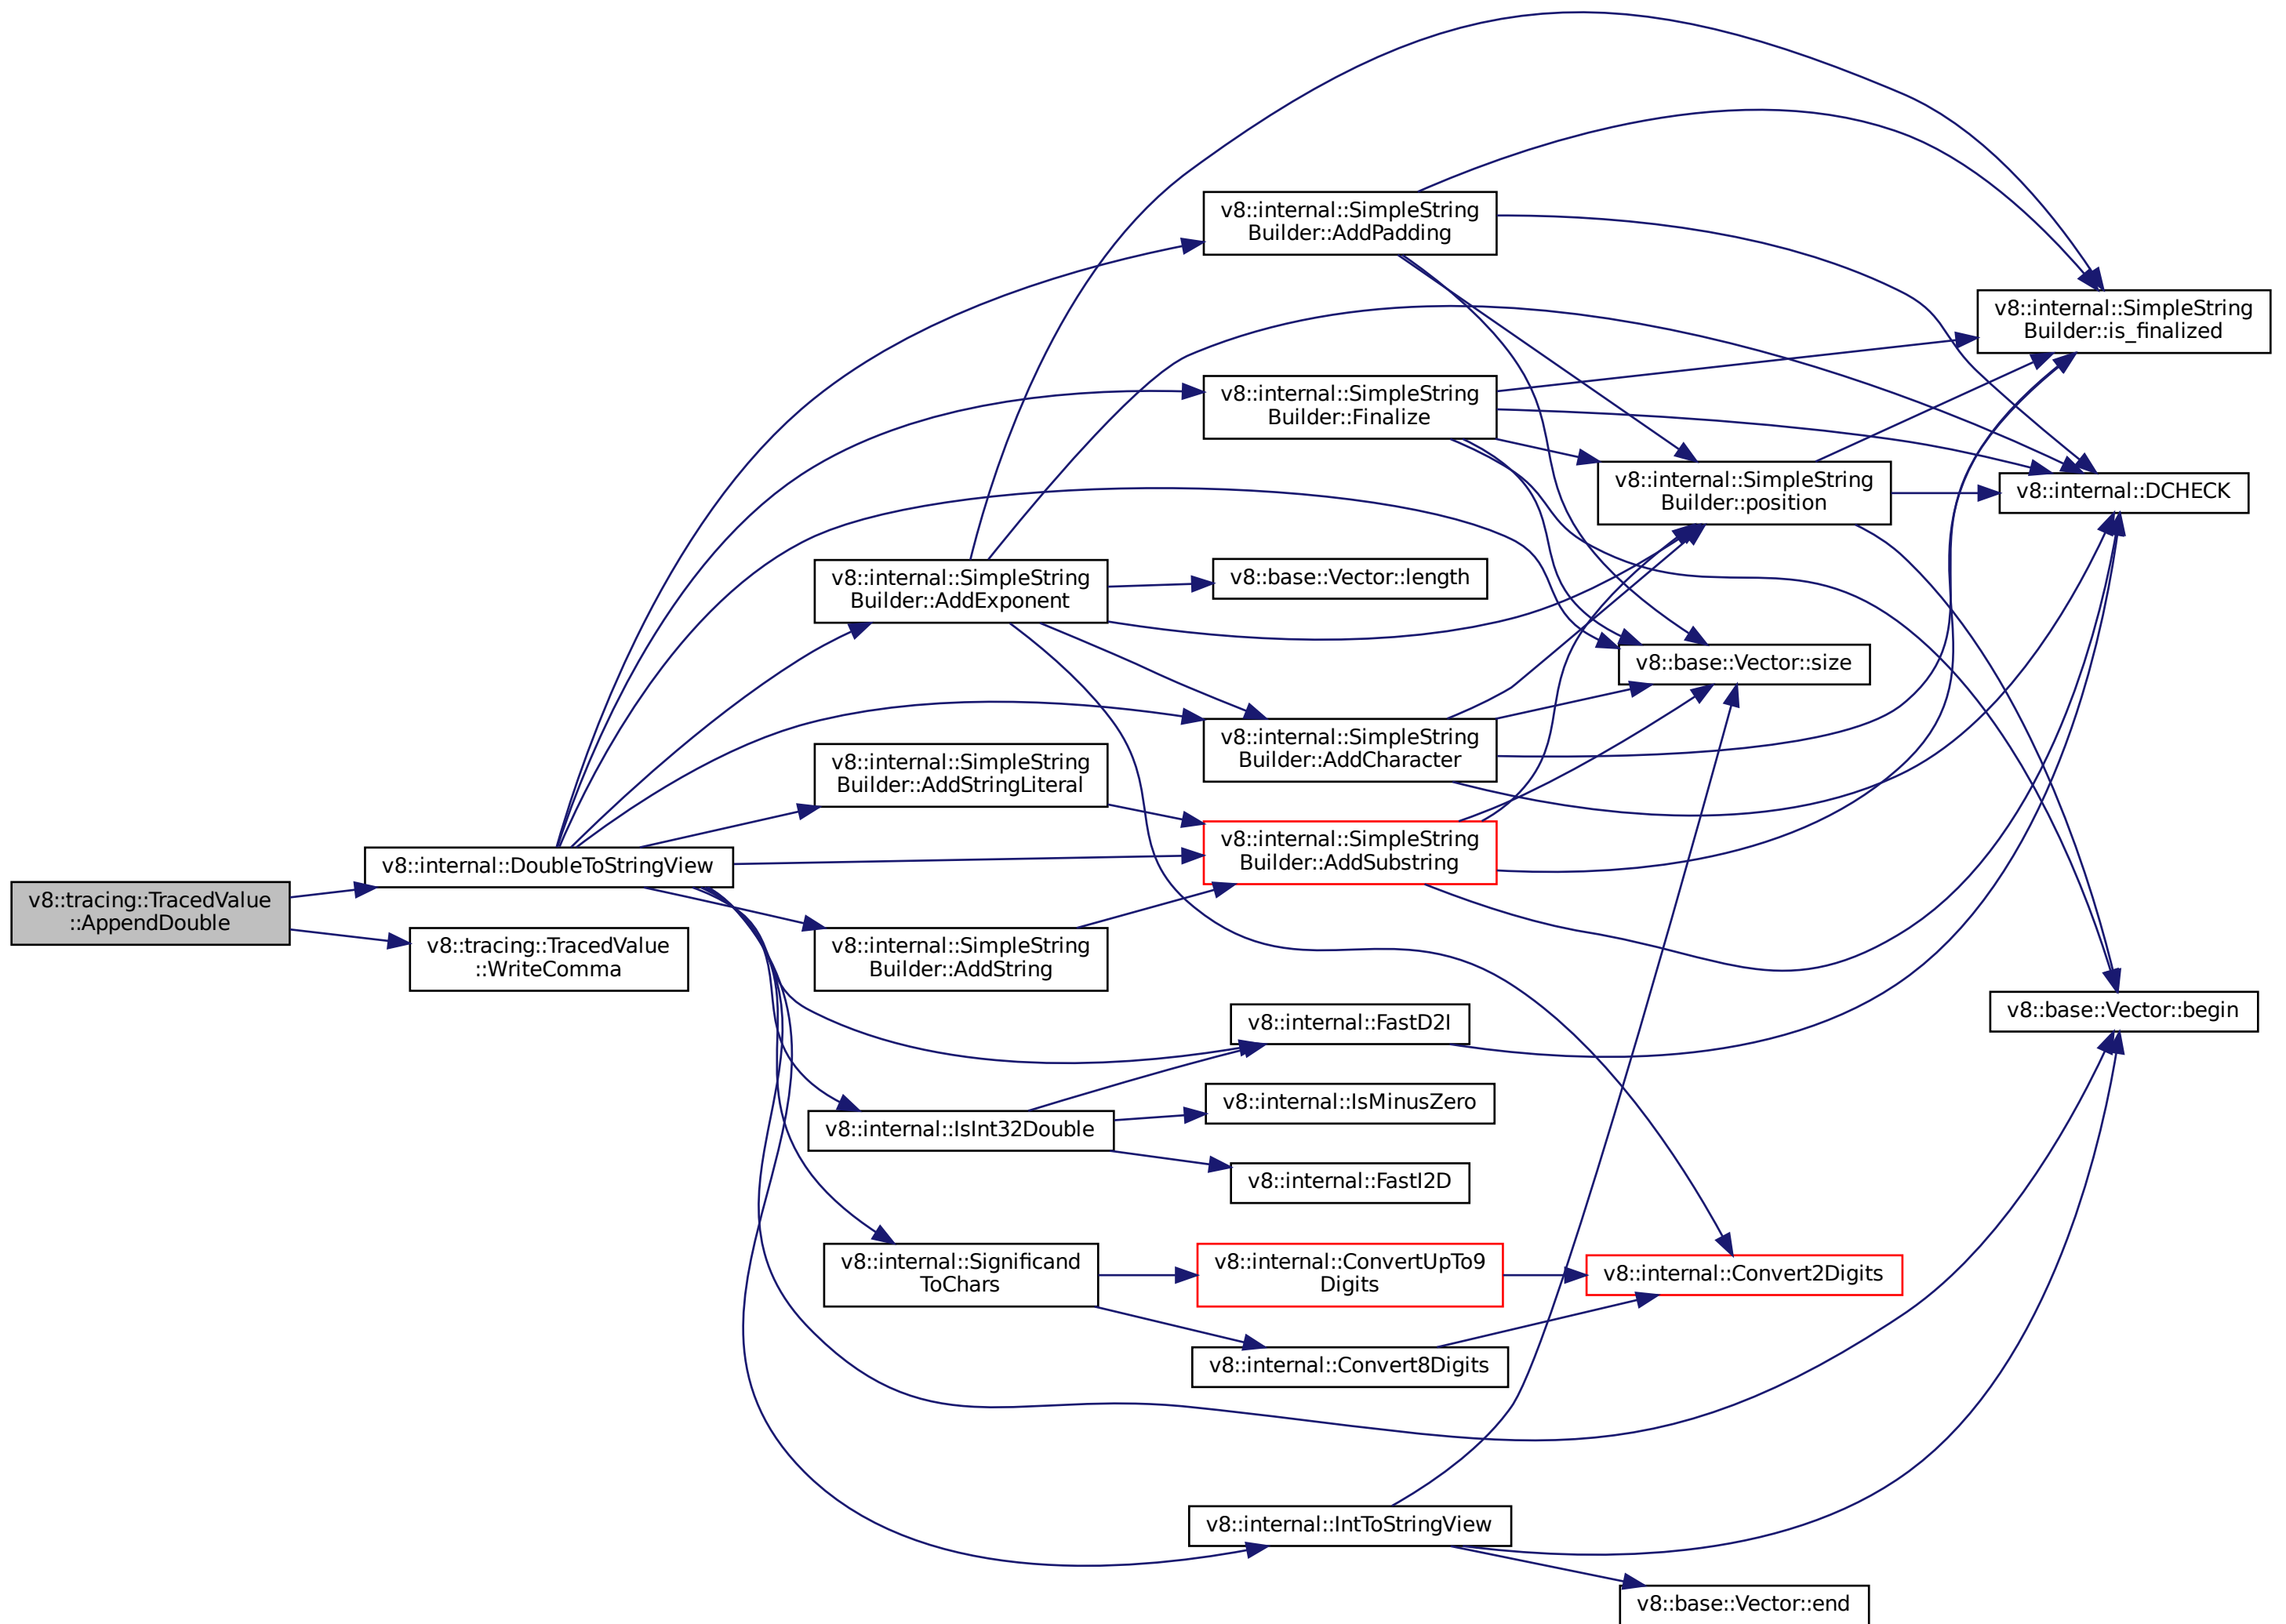 v8::tracing::TracedValue
::AppendDouble
v8::internal::DoubleToStringView
v8::tracing::TracedValue
::WriteComma
v8::internal::SimpleString
Builder::AddExponent
v8::internal::SimpleString
Builder::AddStringLiteral
v8::internal::SimpleString
Builder::AddString
v8::internal::IsInt32Double
v8::internal::Significand
ToChars
v8::internal::SimpleString
Builder::AddPadding
v8::internal::SimpleString
Builder::Finalize
v8::base::Vector::length
v8::internal::SimpleString
Builder::AddCharacter
v8::internal::SimpleString
Builder::AddSubstring
v8::internal::FastD2I
v8::internal::IsMinusZero
v8::internal::FastI2D
v8::internal::ConvertUpTo9
Digits
v8::internal::Convert8Digits
v8::internal::IntToStringView
v8::internal::SimpleString
Builder::position
v8::base::Vector::size
v8::internal::Convert2Digits
v8::base::Vector::end
v8::internal::SimpleString
Builder::is_finalized
v8::internal::DCHECK
v8::base::Vector::begin